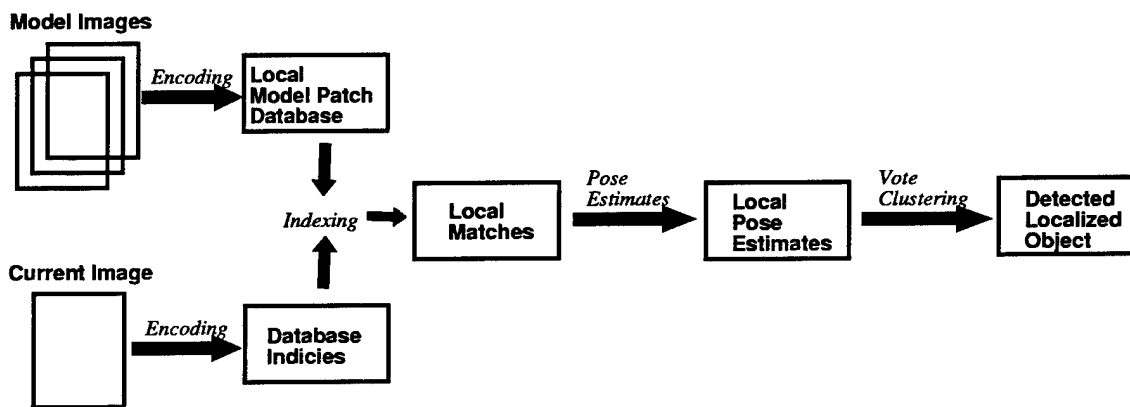 Model Images
Encoding
Local
Model Patch
Database
Indexing
Current Image
Encoding
Database
Indicies
Local
Matches
Pose
Estimates
Local
Pose
Estimates
Vote
Clustering
Detected
Localized
Object